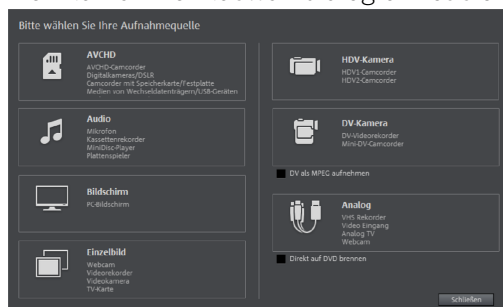 Bitte wählen Sie Ihre Aufnahmequelle
AVCHD
AVCHD-Camcorder
Digitalkameras/DSLR
Camcorder mit Speicherkarte/Festplatte
Medien von Wechseldatenträgern/USB-Geräten
Audio
Mikrofon
Kassettenrekorder
MiniDisc-Player
Plattenspieler
Bildschirm
PC-Bildschirm
Einzelbild
Webcam
Videorekorder
Videokamera
TV-Karte
HDV-Kamera
HDV1-Camcorder
HDV2-Camcorder
DV-Kamera
DV-Videorekorder
Mini-DV-Camcorder
DV als MPEG aufnehmen
Analog
VHS Rekorder
Video Eingang
Analog TV
Webcam
Direkt auf DVD brennen
Schließen